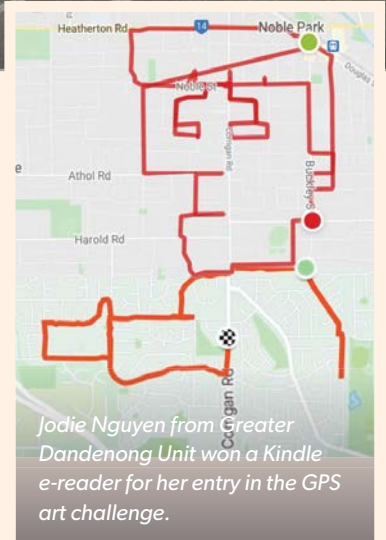 Heatherton Rd
14
Noble Park
Douglas
Noble St
Corrigan Rd
Athol Rd
Buckley S
e
Harold Rd
Corrigan Rd
Jodie Nguyen from Greater
Dandenong Unit won a Kindle
e-reader for her entry in the GPS
art challenge.